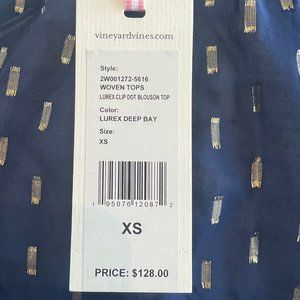 vineyardvines.com
Style:
2W001272-5616
WOVEN TOPS
LUREX CLIP DOT BLOUSON TOP
Color:
LUREX DEEP BAY
Size:
XS
1 95076 12087 2
XS
PRICE: $128.00